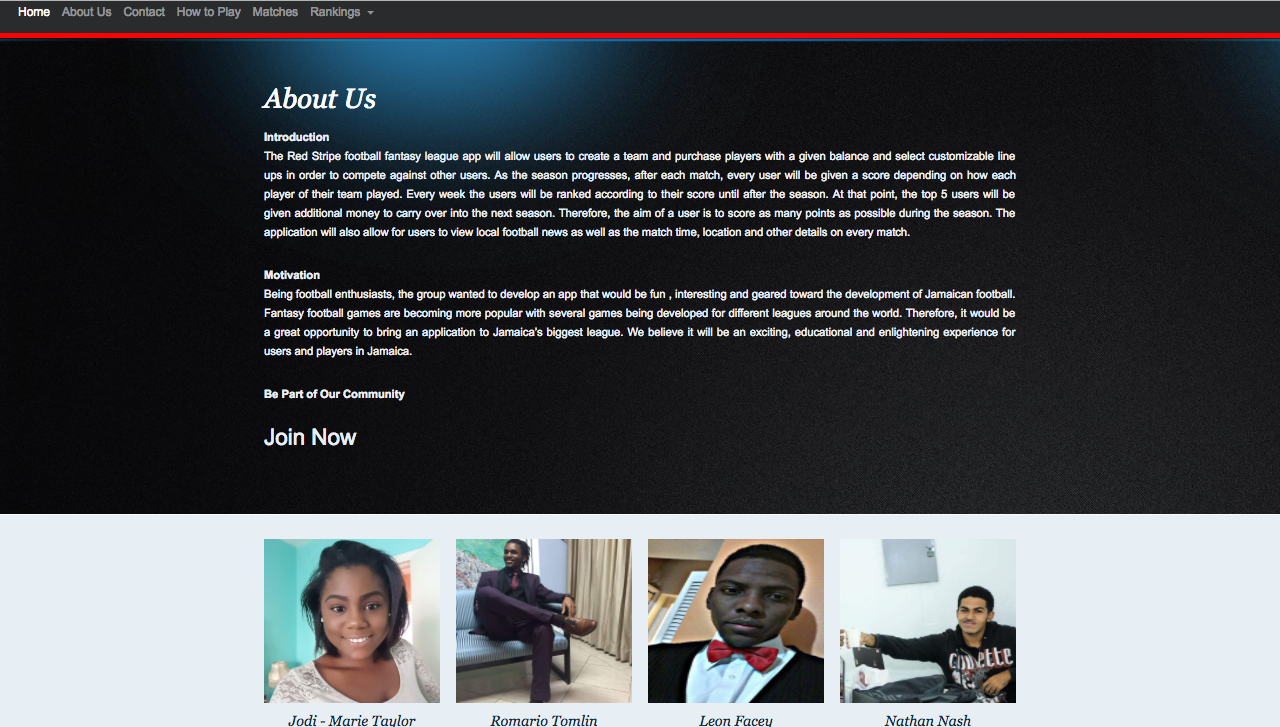 Home About Us Contact How to Play Matches Rankings
About Us
Introduction
The Red Stripe football fantasy league app will allow users to create a team and purchase players with a given balance and select customizable line
ups in order to compete against other users. As the season progresses, after each match, every user will be given a score depending on how each
player of their team played. Every week the users will be ranked according to their score until after the season. At that point, the top 5 users will be
given additional money to carry over into the next season. Therefore, the aim of a user is to score as many points as possible during the season. The
application will also allow for users to view local football news as well as the match time, location and other details on every match.
Motivation
Being football enthusiasts, the group wanted to develop an app that would be fun , interesting and geared toward the development of Jamaican football.
Fantasy football games are becoming more popular with several games being developed for different leagues around the world. Therefore, it would be
a great opportunity to bring an application to Jamaica's biggest league. We believe it will be an exciting, educational and enlightening experience for
users and players in Jamaica.
Be Part of Our Community
Join Now
Jodi - Marie Taylor Romario Tomlin Leon Facey Nathan Nash